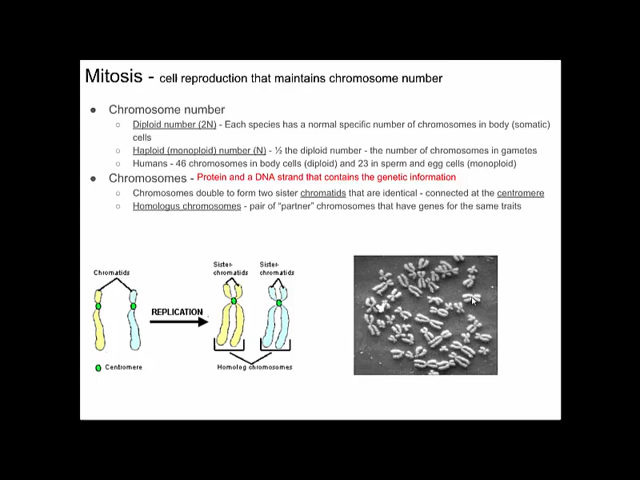 Mitosis - cell reproduction that maintains chromosome number
● Chromosome number
○ Diploid number (2N) - Each species has a normal specific number of chromosomes in body (somatic)
cells
○ Haploid (monoploid) number (N) - ½ the diploid number - the number of chromosomes in gametes
○ Humans - 46 chromosomes in body cells (diploid) and 23 in sperm and egg cells (monoploid)
● Chromosomes - Protein and a DNA strand that contains the genetic information
○ Chromosomes double to form two sister chromatids that are identical - connected at the centromere
○ Homologus chromosomes - pair of “partner” chromosomes that have genes for the same traits
Chromatids
Sister-
chromatids
Sister-
chromatids
REPLICATION
Centromere
Homolog chromosomes